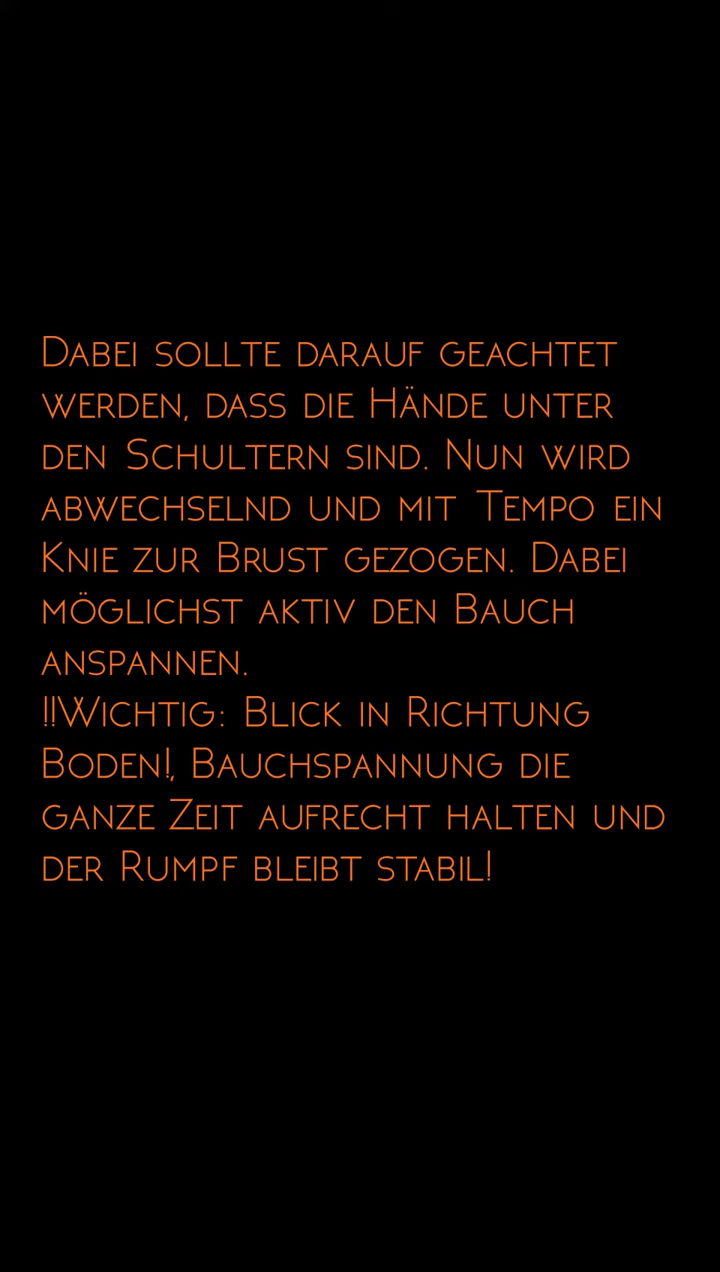 Dabei sollte darauf geachtet
werden, dass die Hände unter
den Schultern sind. Nun wird
abwechselnd und mit Tempo ein
Knie zur Brust gezogen. Dabei
möglichst aktiv den Bauch
anspannen.
!!Wichtig: Blick in Richtung
Boden!, Bauchspannung die
ganze Zeit aufrecht halten und
der Rumpf bleibt stabil!